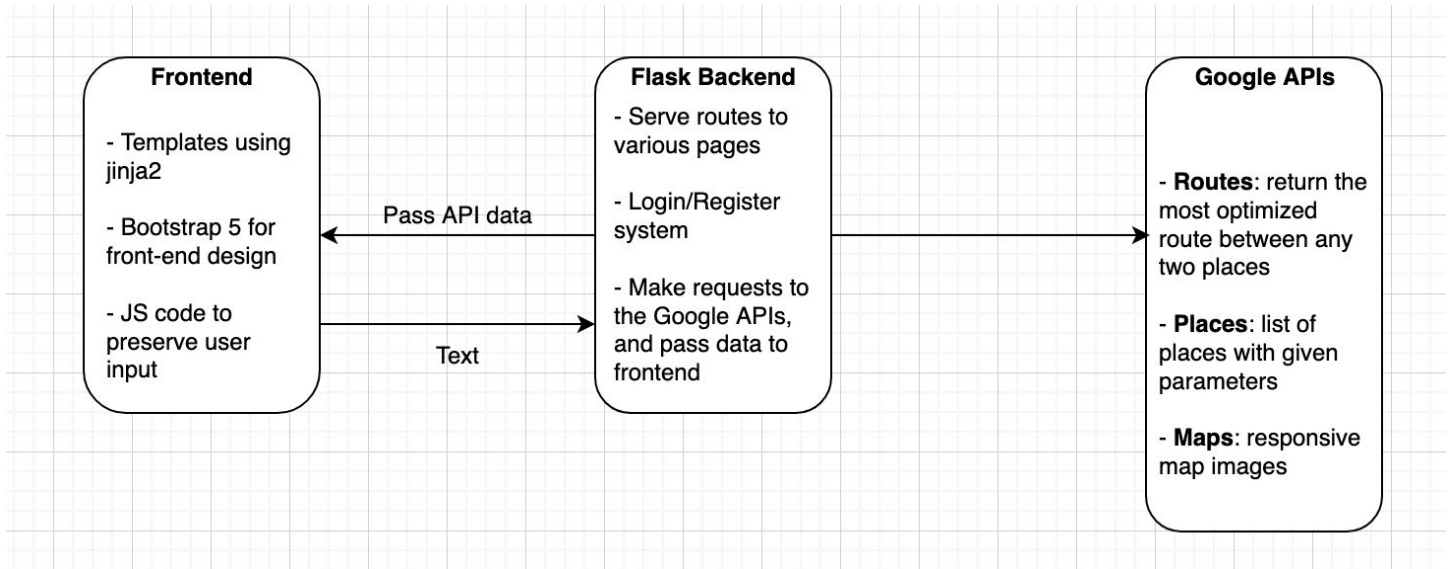 Frontend
- Templates using
jinja2
- Bootstrap 5 for
front-end design
- JS code to
preserve user
input
Pass API data
Text
Flask Backend
- Serve routes to
various pages
- Login/Register
system
- Make requests to
the Google APIs,
and pass data to
frontend
Google APIs
- Routes: return the
most optimized
route between any
two places
- Places: list of
places with given
parameters
- Maps: responsive
map images